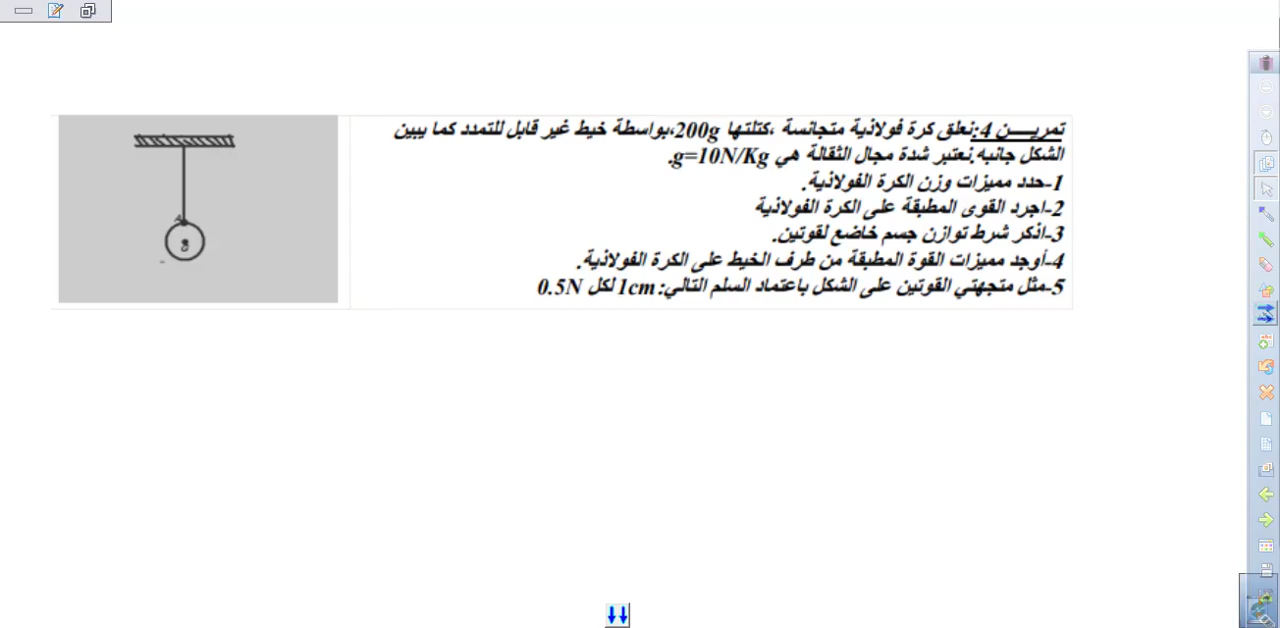 تمريـــن 4:نعلق كرة فولاذية متجانسة ،كتلتها 200g،بواسطة خيط غير قابل للتمدد كما يبين
الشكل جانبه.نعتبر شدة مجال الثقالة هي g=10N/Kg.
1-حدد مميزات وزن الكرة الفولاذية.
2-اجرد القوى المطبقة على الكرة الفولاذية
3-اذكر شرط توازن جسم خاضع لقوتين.
4-أوجد مميزات القوة المطبقة من طرف الخيط على الكرة الفولاذية.
5-مثل متجهتي القوتين على الشكل باعتماد السلم التالي: 1cm لكل 0.5N
A